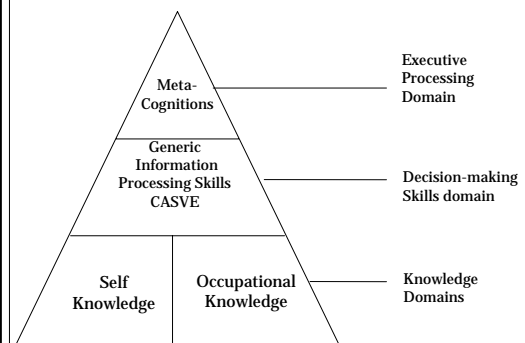 Meta-
Cognitions
Executive
Processing
Domain
Generic
Information
Processing Skills
CASVE
Decision-making
Skills domain
Self
Knowledge
Occupational
Knowledge
Knowledge
Domains